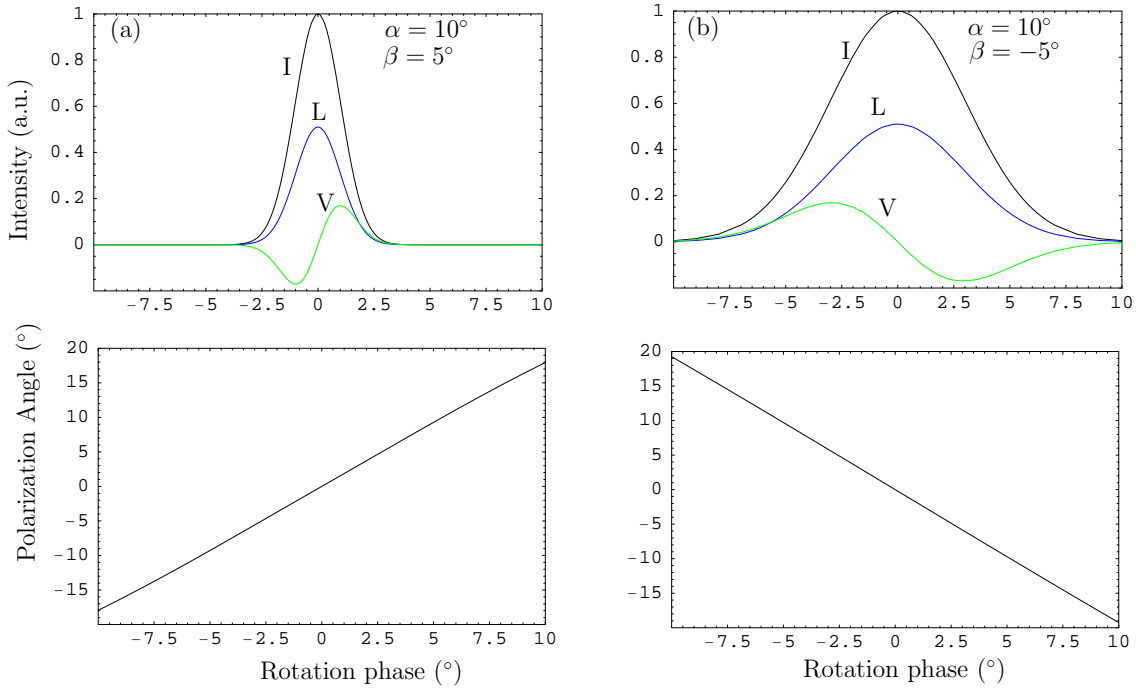 (a)
α = 10°
β = 5°
I
L
V
Intensity (a.u.)
1
0.8
0.6
0.4
0.2
0
-7.5 -5 -2.5 0 2.5 5 7.5 10
(b)
α = 10°
β = −5°
I
L
V
1
0.8
0.6
0.4
0.2
0
-7.5 -5 -2.5 0 2.5 5 7.5 10
Polarization Angle (°)
20
15
10
5
0
-5
-10
-15
-7.5 -5 -2.5 0 2.5 5 7.5 10
Rotation phase (°)
20
15
10
5
0
-5
-10
-15
-7.5 -5 -2.5 0 2.5 5 7.5 10
Rotation phase (°)